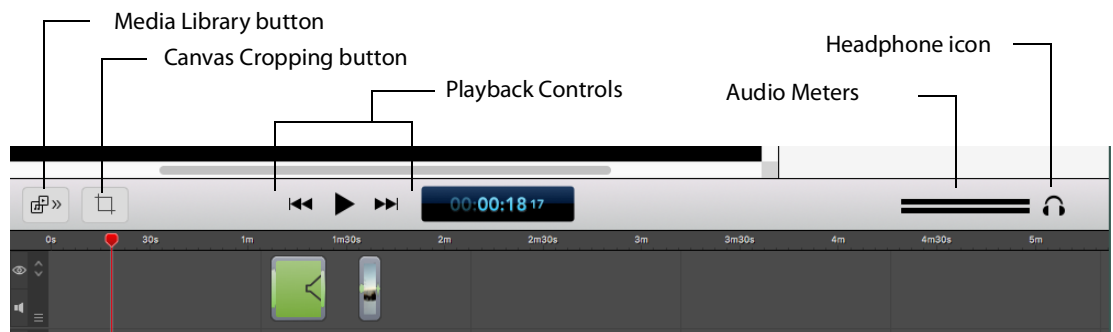 Media Library button
Headphone icon
Canvas Cropping button
Playback Controls
Audio Meters
00:00:18 17
0s 30s 1m 1m30s 2m 2m30s 3m 3m30s 4m 4m30s 5m